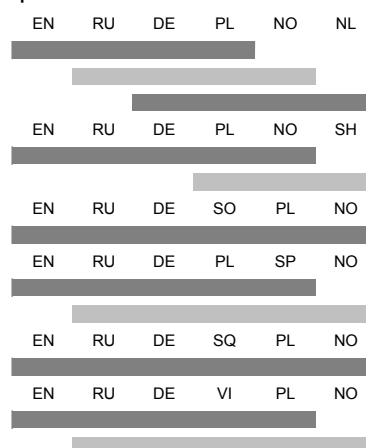 EN RU DE PL NO NL
EN RU DE PL NO SH
EN RU DE SO PL NO
EN RU DE PL SP NO
EN RU DE SQ PL NO
EN RU DE VI PL NO